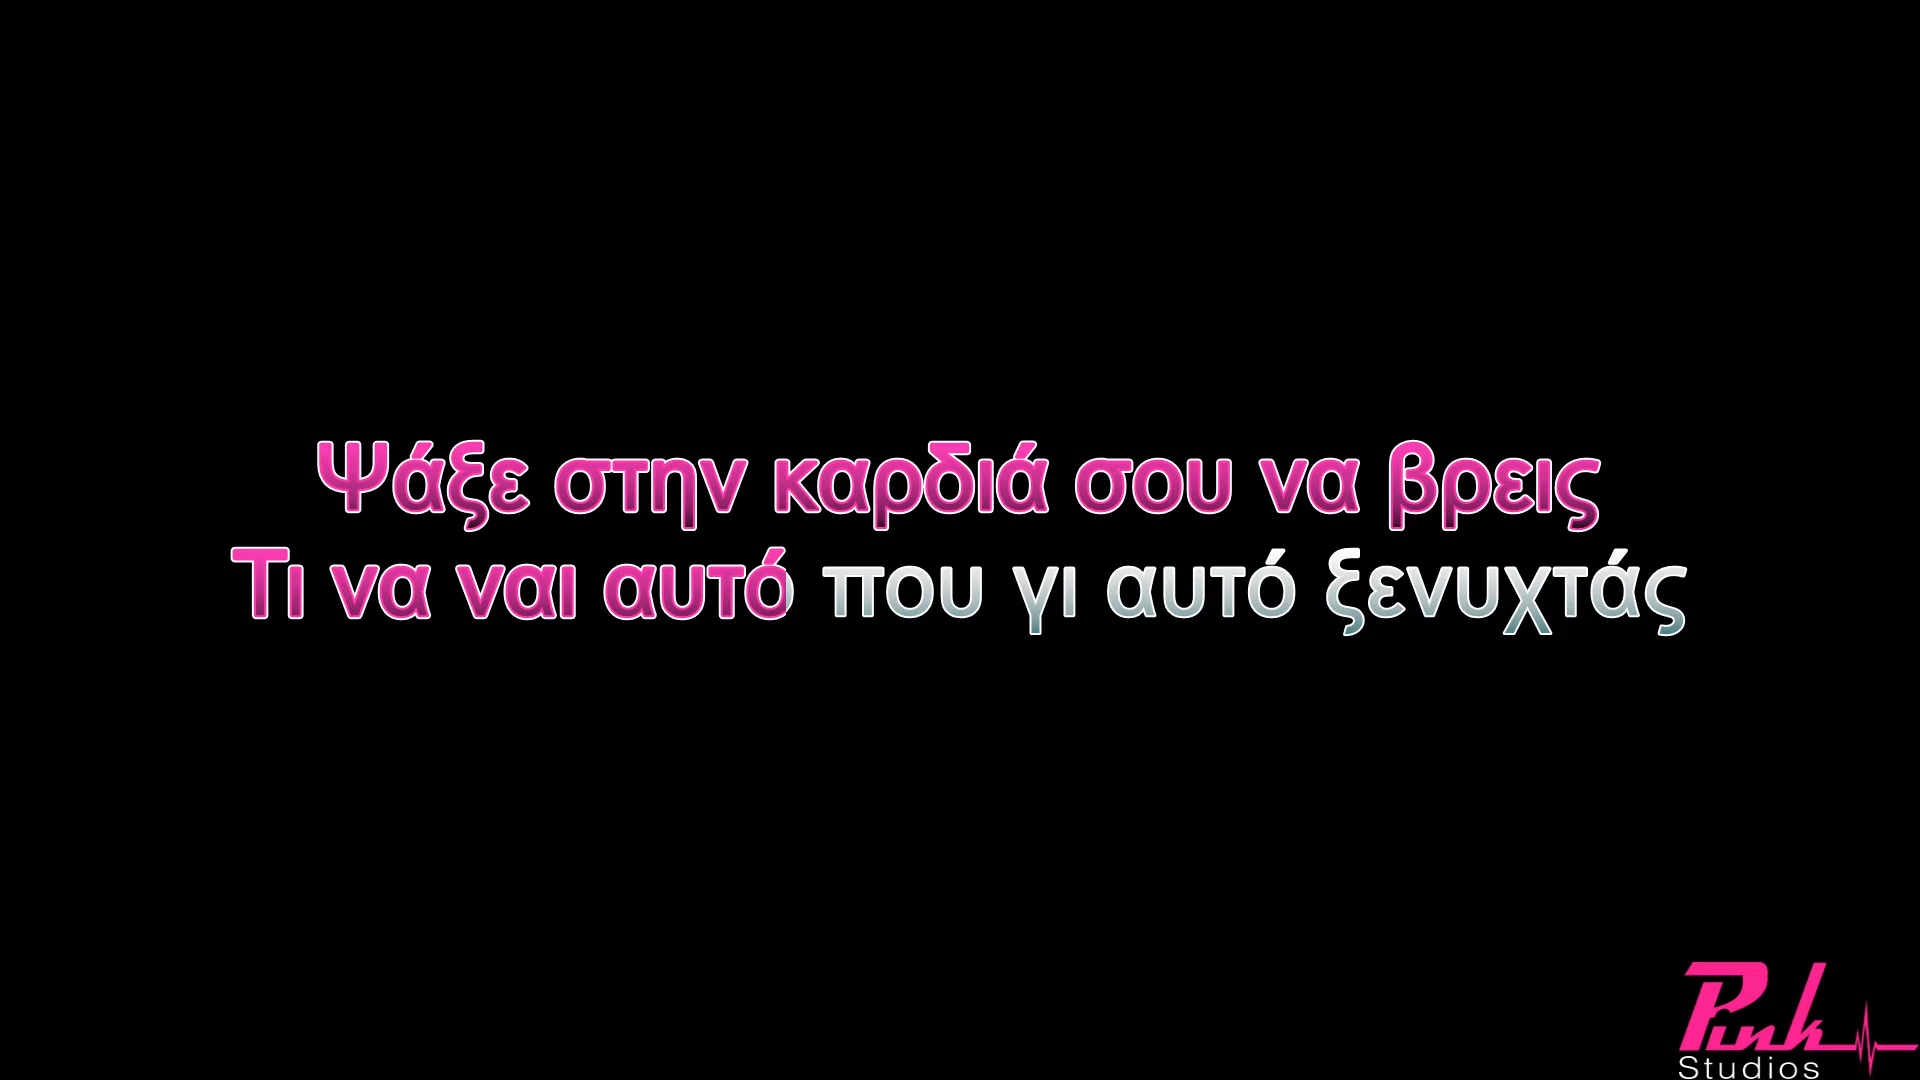 Ψάξε στην καρδιά σου να βρεις
Τι να ναι αυτό που γι αυτό ξενυχτάς
Pink
Studios